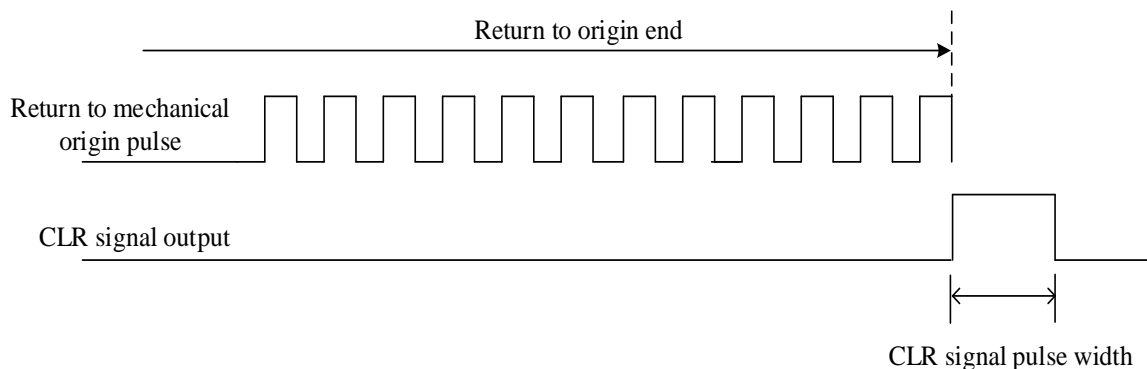 Return to origin end
Return to mechanical
origin pulse
CLR signal output
CLR signal pulse width